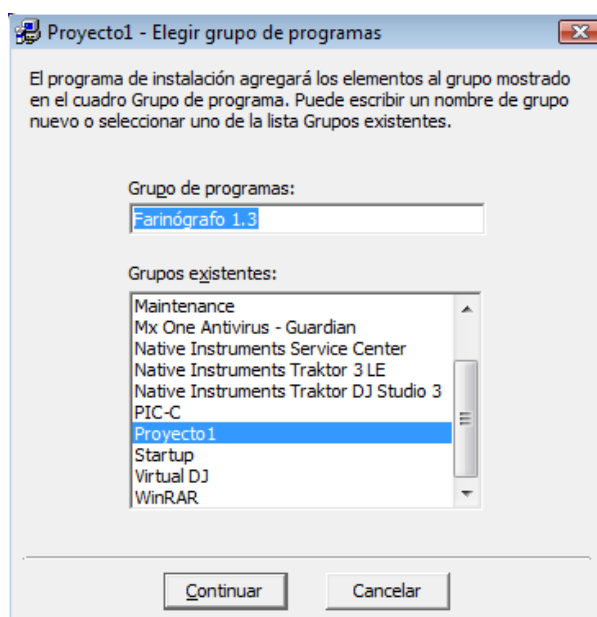 Proyecto1 - Elegir grupo de programas
El programa de instalación agregará los elementos al grupo mostrado
en el cuadro Grupo de programa. Puede escribir un nombre de grupo
nuevo o seleccionar uno de la lista Grupos existentes.
Grupo de programas:
Farinógrafo 1.3
Grupos existentes:
Maintenance
Mx One Antivirus - Guardian
Native Instruments Service Center
Native Instruments Traktor 3 LE
Native Instruments Traktor DJ Studio 3
PIC-C
Proyecto1
Startup
Virtual DJ
WinRAR
Continuar
Cancelar